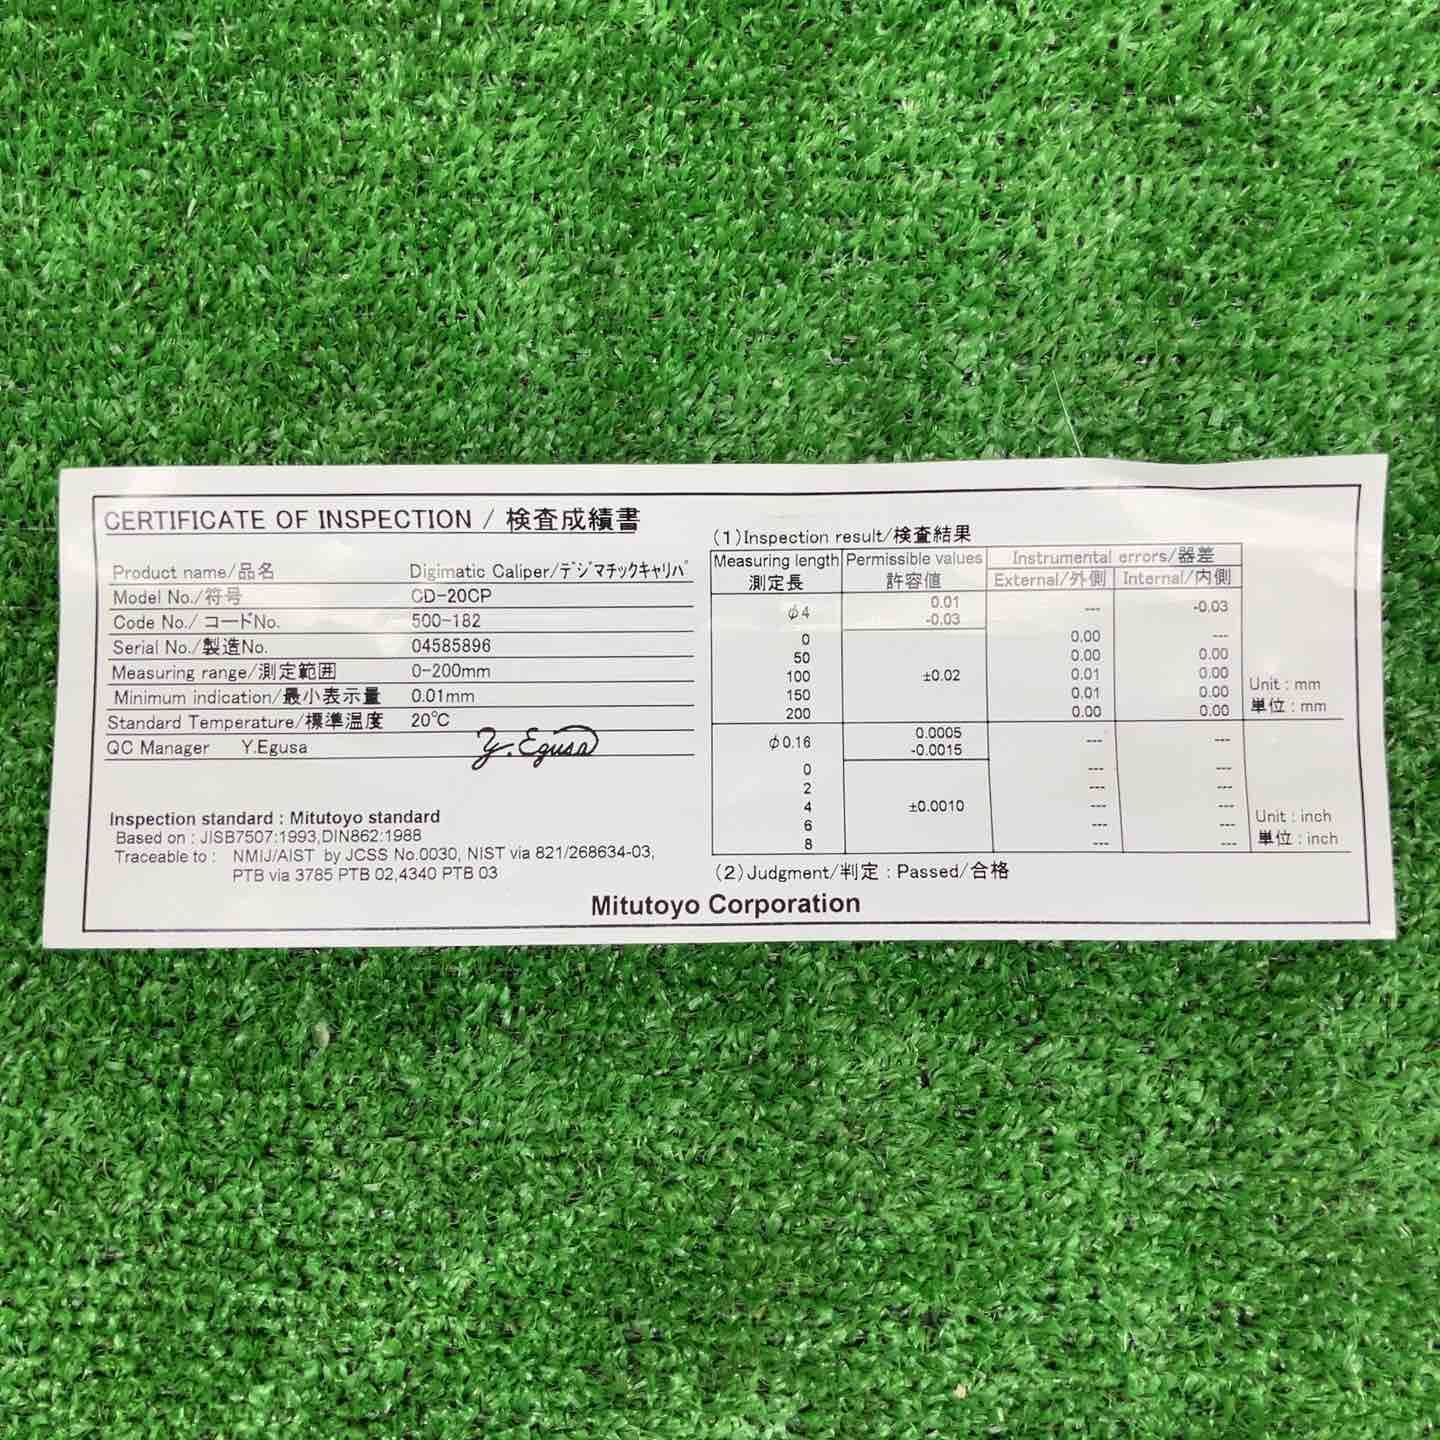 CERTIFICATE OF INSPECTION / 検査成績書
Product name/品名 Digimatic Caliper/デジマチックキャリパ
Model No./符号 CD-20CP
Code No./コードNo. 500-182
Serial No./製造No. 04585896
Measuring range/測定範囲 0-200mm
Minimum indication/最小表示量 0.01mm
Standard Temperature/標準温度 20℃
QC Manager Y.Egusa Y.Egusa
Inspection standard : Mitutoyo standard
Based on : JISB7507:1993,DIN862:1988
Traceable to : NMIJ/AIST by JCSS No.0030, NIST via 821/268634-03,
PTB via 3785 PTB 02,4340 PTB 03
(1)Inspection result/検査結果
Measuring length Permissible values Instrumental errors/器差
測定長 許容値 External/外側 Internal/内側
φ4 0.01 -0.03 --- -0.03
0 0.00 ---
50 0.00 0.00
100 ±0.02 0.01 0.00
150 0.01 0.00
200 0.00 0.00
Unit : mm
単位 : mm
φ0.16 0.0005 -0.0015 --- ---
0 --- ---
2 --- ---
4 ±0.0010 --- ---
6 --- ---
8 --- ---
Unit : inch
単位 : inch
(2)Judgment/判定 : Passed/合格
Mitutoyo Corporation